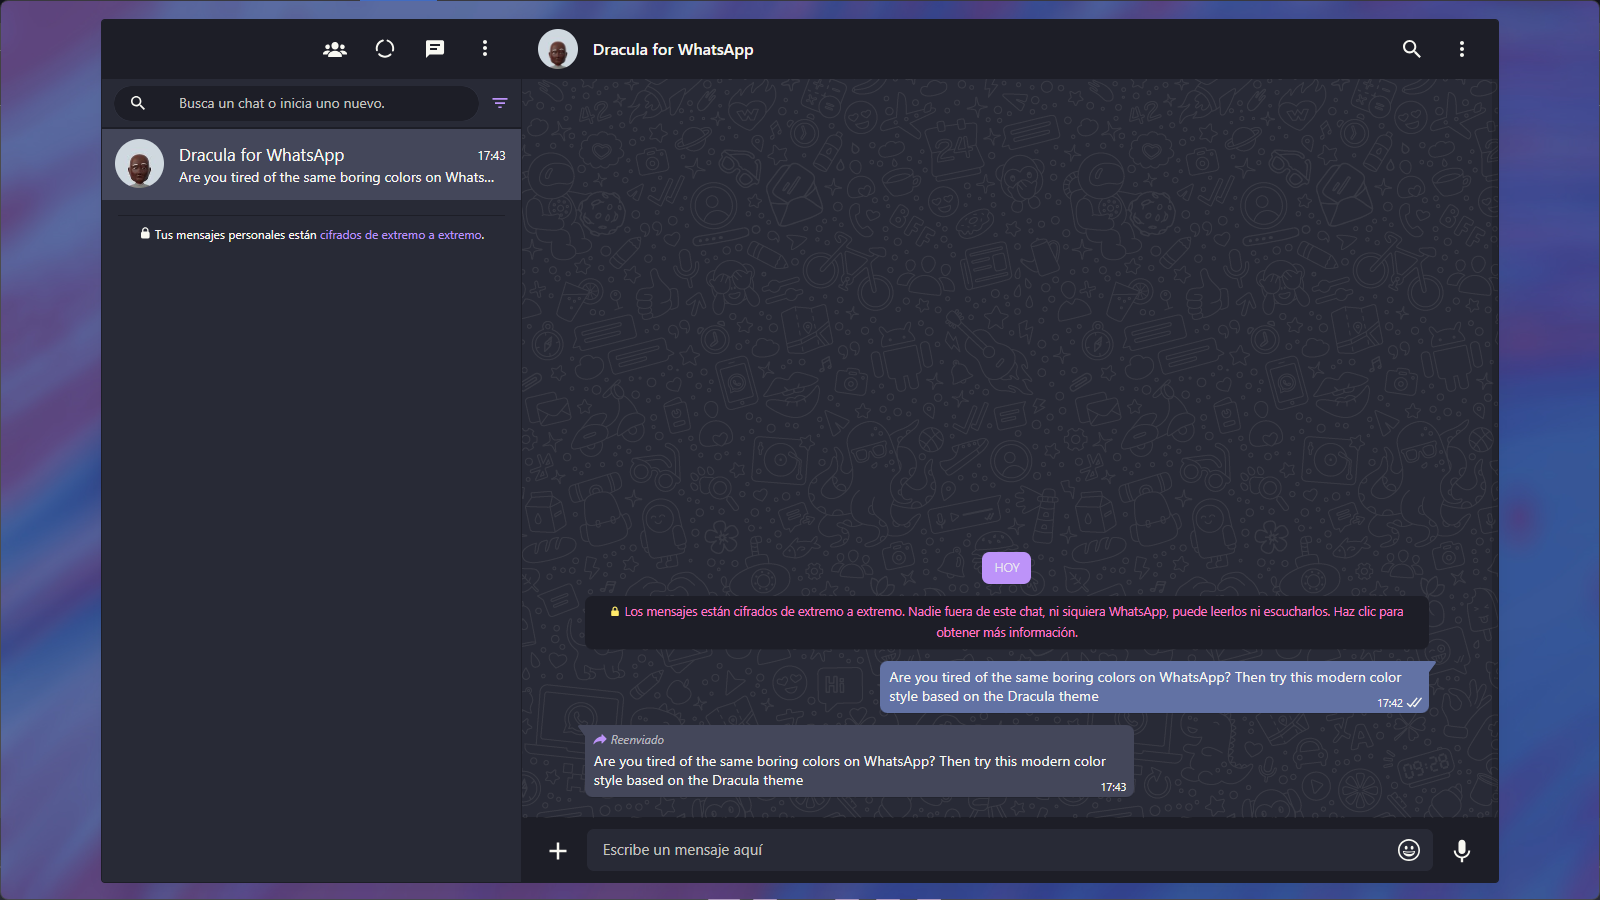 Dracula for WhatsApp
Busca un chat o inicia uno nuevo.
Dracula for WhatsApp
17:43
Are you tired of the same boring colors on Whats...
Tus mensajes personales están cifrados de extremo a extremo.
HOY
Los mensajes están cifrados de extremo a extremo. Nadie fuera de este chat, ni siquiera WhatsApp, puede leerlos ni escucharlos. Haz clic para
obtener más información.
Are you tired of the same boring colors on WhatsApp? Then try this modern color
style based on the Dracula theme
17:42
Reenviado
Are you tired of the same boring colors on WhatsApp? Then try this modern color
style based on the Dracula theme
17:43
Escribe un mensaje aquí